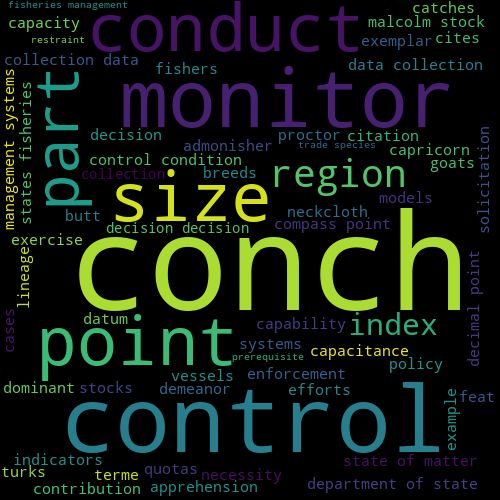 fisheries management
conduct
catches
capacity
malcolm stock
restraint
exemplar
cites
collection data
fishers
data collection
management systems
states fisheries
part
monitor
decision
proctor
citation
trade species
admonisher
control condition
capricorn
solicitation
collection
breeds
region
goats
size
models
butt
neckcloth
compass point
decision decision
exercise
conch
lineage
decimal point
cases
datum
capability
index
point
systems
capacitance
prerequisite
policy
vessels
enforcement
dominant
stocks
demeanor
efforts
feat
control
example
indicators
state of matter
turks
terme
quotas
necessity
contribution
apprehension
department of state